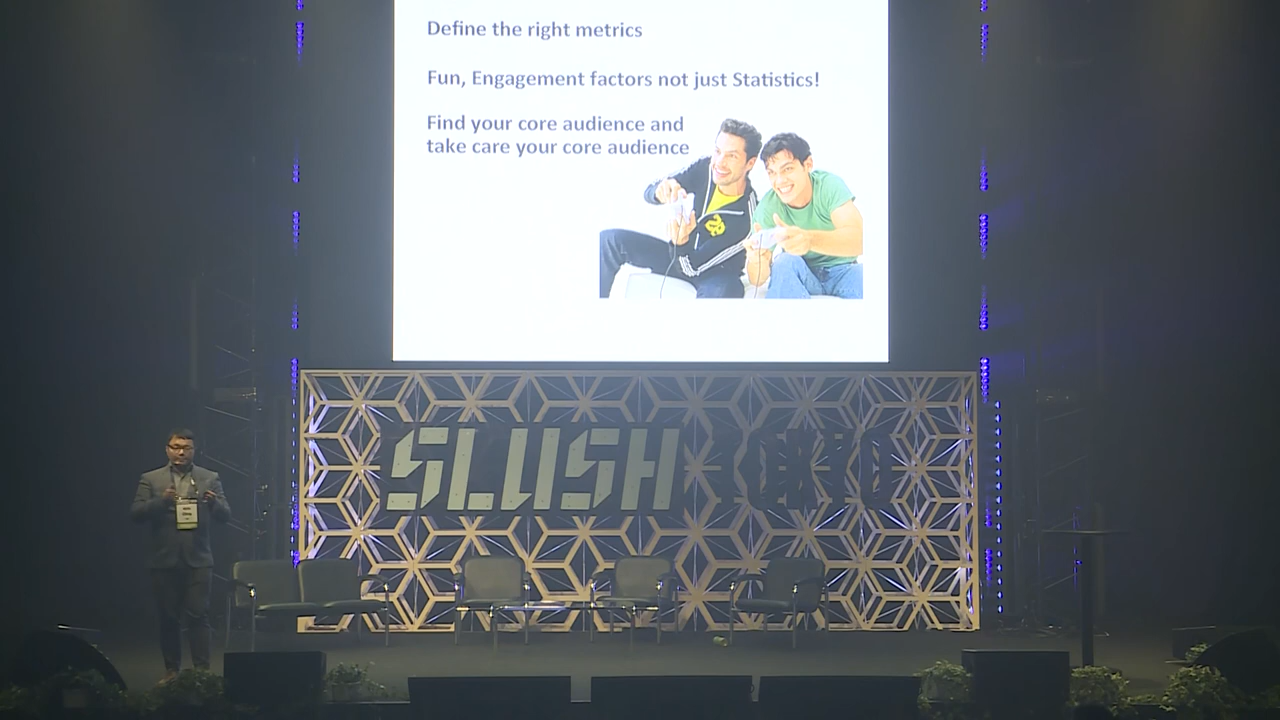 Define the right metrics
Fun, Engagement factors not just Statistics!
Find your core audience and
take care your core audience
SLUSH TOKYO